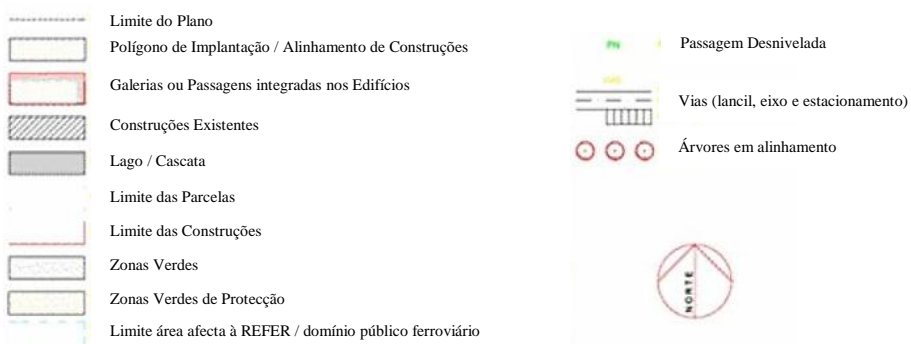 Limite do Plano
Polígono de Implantação / Alinhamento de Construções
Galerias ou Passagens integradas nos Edifícios
Construções Existentes
Lago / Cascata
Limite das Parcelas
Limite das Construções
Zonas Verdes
Zonas Verdes de Protecção
Limite área afecta à REFER / domínio público ferroviário
PN
Passagem Desnivelada
Vias (lancil, eixo e estacionamento)
Árvores em alinhamento
NORTE